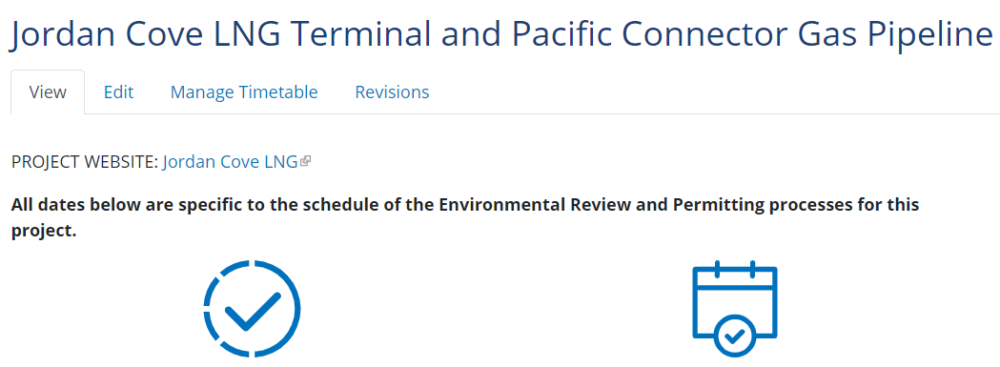 Jordan Cove LNG Terminal and Pacific Connector Gas Pipeline
View Edit Manage Timetable Revisions
PROJECT WEBSITE: Jordan Cove LNG
All dates below are specific to the schedule of the Environmental Review and Permitting processes for this
project.